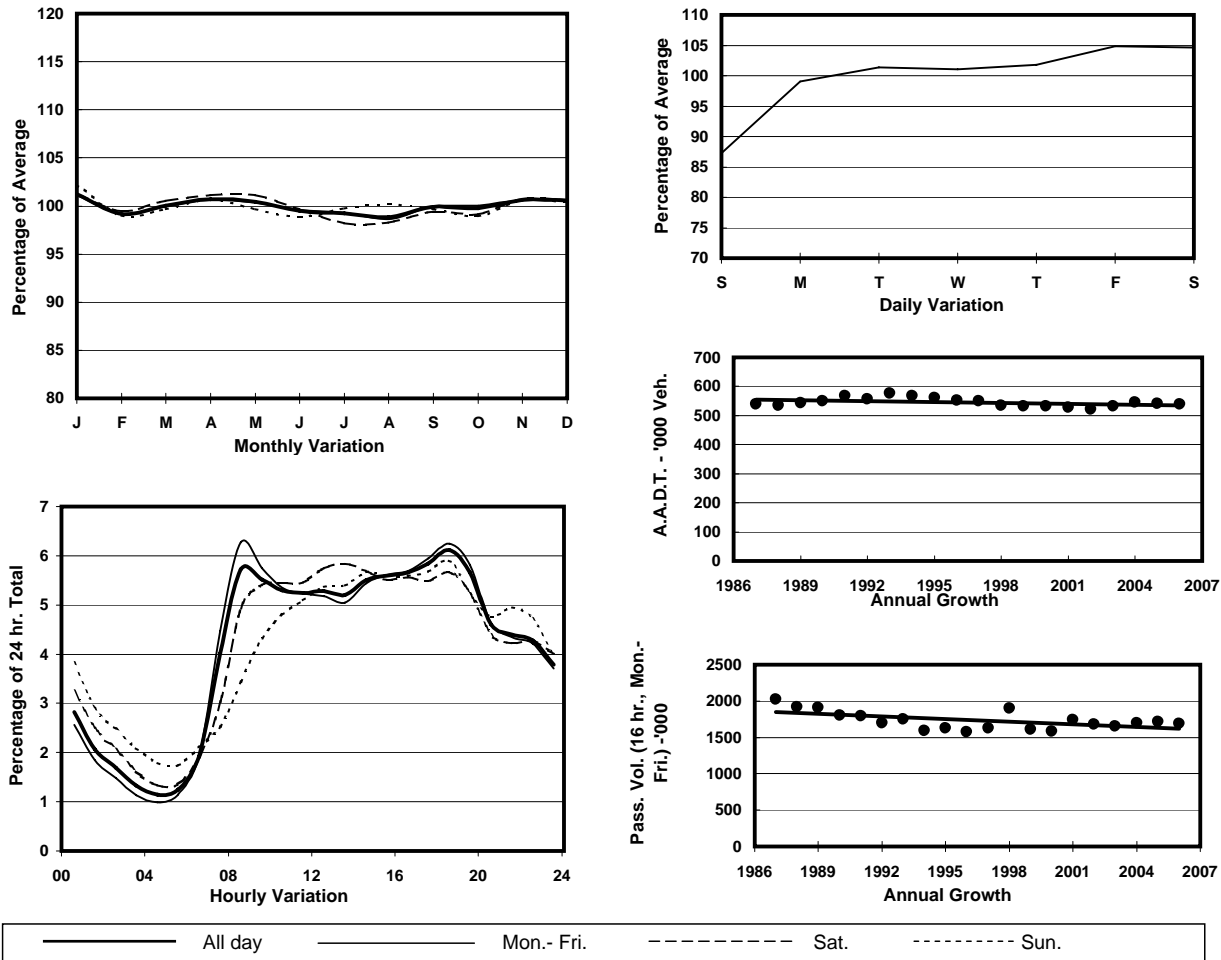 120
115
110
105
100
95
90
85
80
Percentage of Average
J F M A M J J A S O N D
Monthly Variation
110
105
100
95
90
85
80
75
70
Percentage of Average
S M T W T F S
Daily Variation
700
600
500
400
300
200
100
0
A.A.D.T. - '000 Veh.
1986 1989 1992 1995 1998 2001 2004 2007
Annual Growth
7
6
5
4
3
2
1
0
Percentage of 24 hr. Total
00 04 08 12 16 20 24
Hourly Variation
2500
2000
1500
1000
500
0
Pass. Vol. (16 hr., Mon.-
Fri.) -'000
1986 1989 1992 1995 1998 2001 2004 2007
Annual Growth
All day Mon.- Fri. Sat. Sun.